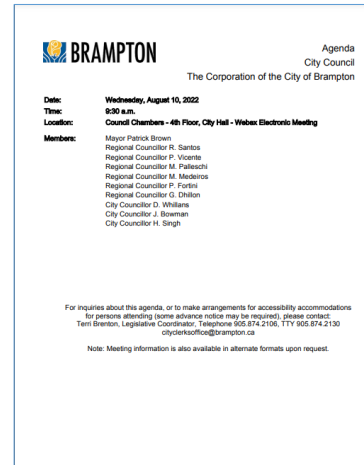 BRAMPTON
Agenda
City Council
The Corporation of the City of Brampton
Date: Wednesday, August 10, 2022
Time: 9:30 a.m.
Location: Council Chambers - 4th Floor, City Hall - Webex Electronic Meeting
Members: Mayor Patrick Brown
Regional Councillor R. Santos
Regional Councillor P. Vicente
Regional Councillor M. Palleschi
Regional Councillor M. Medeiros
Regional Councillor P. Fortini
Regional Councillor G. Dhillon
City Councillor D. Whillans
City Councillor J. Bowman
City Councillor H. Singh
For inquiries about this agenda, or to make arrangements for accessibility accommodations
for persons attending (some advance notice may be required), please contact:
Terri Brenton, Legislative Coordinator, Telephone 905.874.2106, TTY 905.874.2130
cityclerksoffice@brampton.ca
Note: Meeting information is also available in alternate formats upon request.